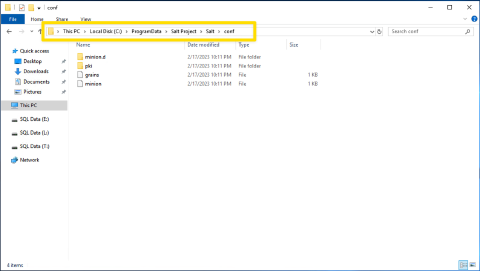 conf
File Home Share View
This PC > Local Disk (C:) > ProgramData > Salt Project > Salt > conf
Search conf
Name Date modified Type Size
Quick access
Desktop
Downloads
Documents
Pictures
This PC
SQL Data (E:)
SQL Data (L:)
SQL Data (T:)
Network
minion.d 2/17/2023 10:11 PM File folder
pki 2/17/2023 10:11 PM File folder
grains 2/17/2023 10:11 PM File 1 KB
minion 2/17/2023 10:11 PM File 1 KB
4 items